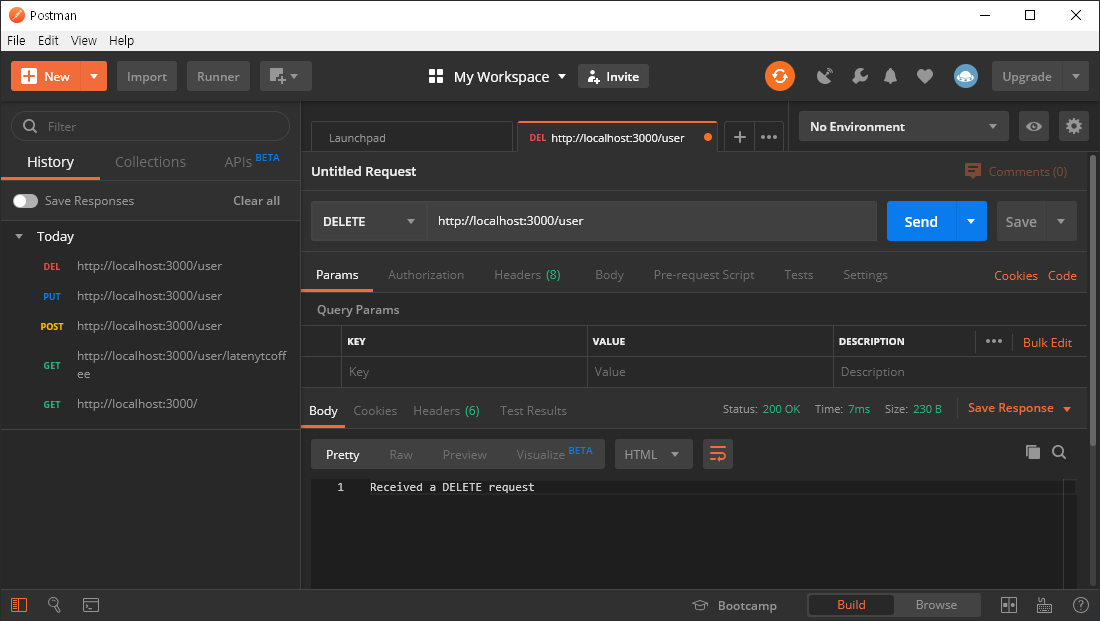 Postman
File Edit View Help
New Import Runner My Workspace Invite Upgrade
Filter
History Collections APIs BETA
Save Responses Clear all
Today
DEL http://localhost:3000/user
PUT http://localhost:3000/user
POST http://localhost:3000/user
GET http://localhost:3000/user/latenytcoff
ee
GET http://localhost:3000/
Launchpad DEL http://localhost:3000/user No Environment
Untitled Request Comments (0)
DELETE http://localhost:3000/user Send Save
Params Authorization Headers (8) Body Pre-request Script Tests Settings Cookies Code
Query Params
KEY VALUE DESCRIPTION Bulk Edit
Key Value Description
Body Cookies Headers (6) Test Results Status: 200 OK Time: 7ms Size: 230 B Save Response
Pretty Raw Preview Visualize BETA HTML
1 Received a DELETE request
Bootcamp Build Browse